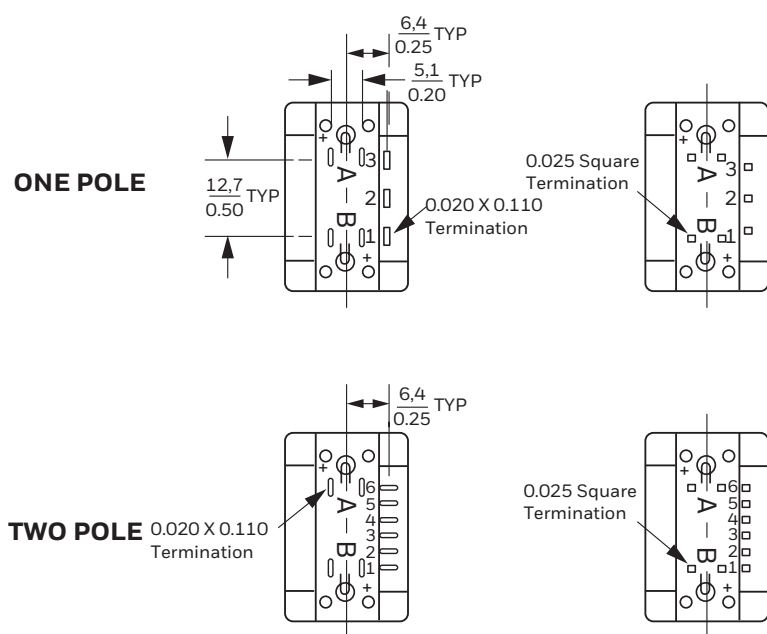 6,4
0.25 TYP
5,1
0.20 TYP
ONE POLE
12,7
0.50 TYP
+
3
A
2
B
1
+
0.020 X 0.110
Termination
0.025 Square
Termination
+
3
A
2
B
1
+
6,4
0.25 TYP
TWO POLE
0.020 X 0.110
Termination
+
6
A
5
4
3
B
2
1
+
0.025 Square
Termination
+
6
A
5
4
3
B
2
1
+